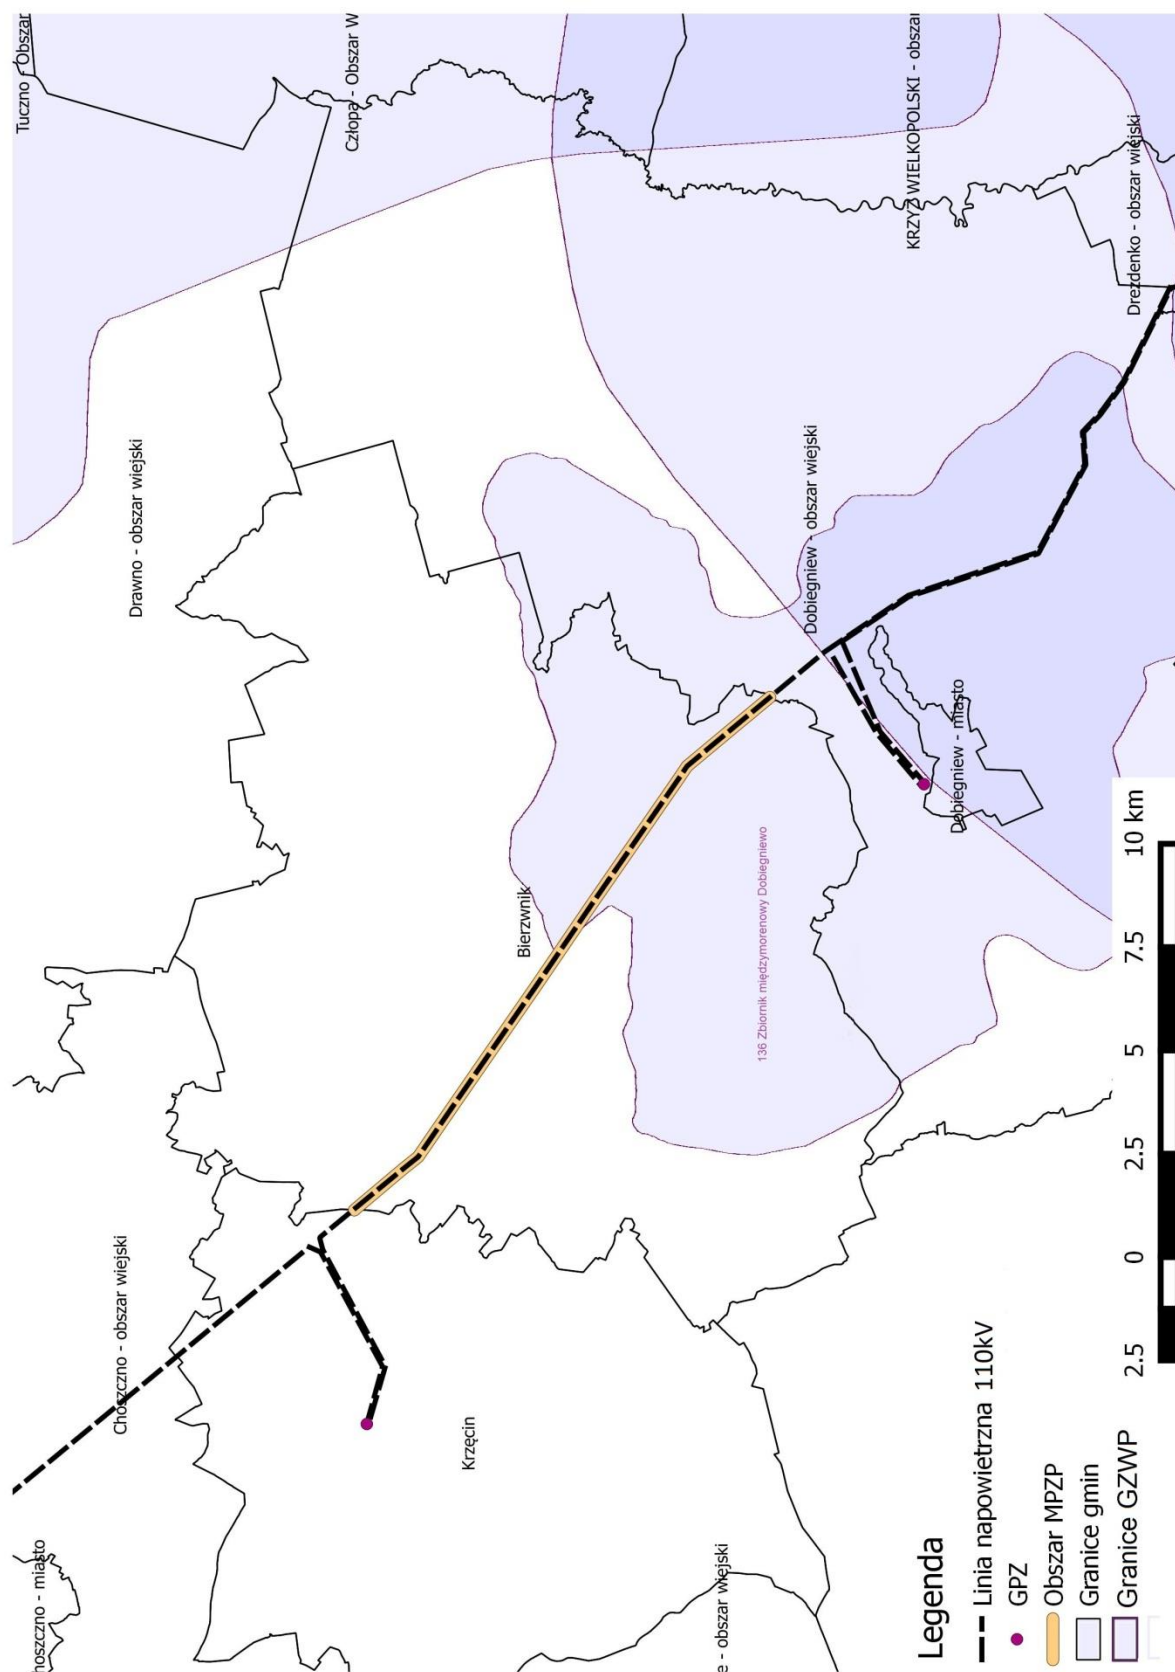 Tuczno - Obszar
Człopa - Obszar W
KRZYŻ WIELKOPOLSKI - obszar
Drezdenko - obszar wiejski
Drawno - obszar wiejski
Dobiegniew - obszar wiejski
Dobiegniew - miasto
Bierzwnik
136 Zbiornik międzymorenowy Dobiegniewo
Choszczno - obszar wiejski
Krzęcin
hoszczno - miasto
e - obszar wiejski
Legenda
Linia napowietrzna 110kV
GPZ
Obszar MPZP
Granice gmin
Granice GZWP
2.5 0 2.5 5 7.5 10 km